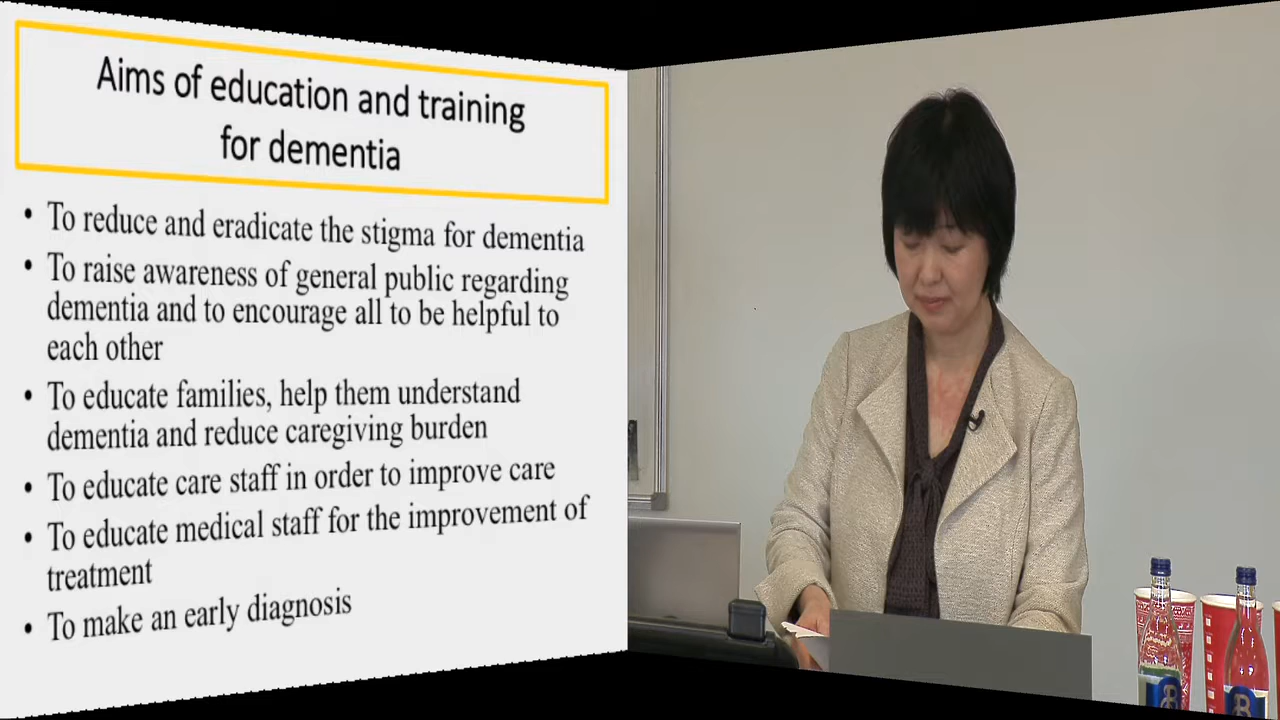 Aims of education and training
for dementia
• To reduce and eradicate the stigma for dementia
• To raise awareness of general public regarding
dementia and to encourage all to be helpful to
each other
• To educate families, help them understand
dementia and reduce caregiving burden
• To educate care staff in order to improve care
• To educate medical staff for the improvement of
treatment
• To make an early diagnosis